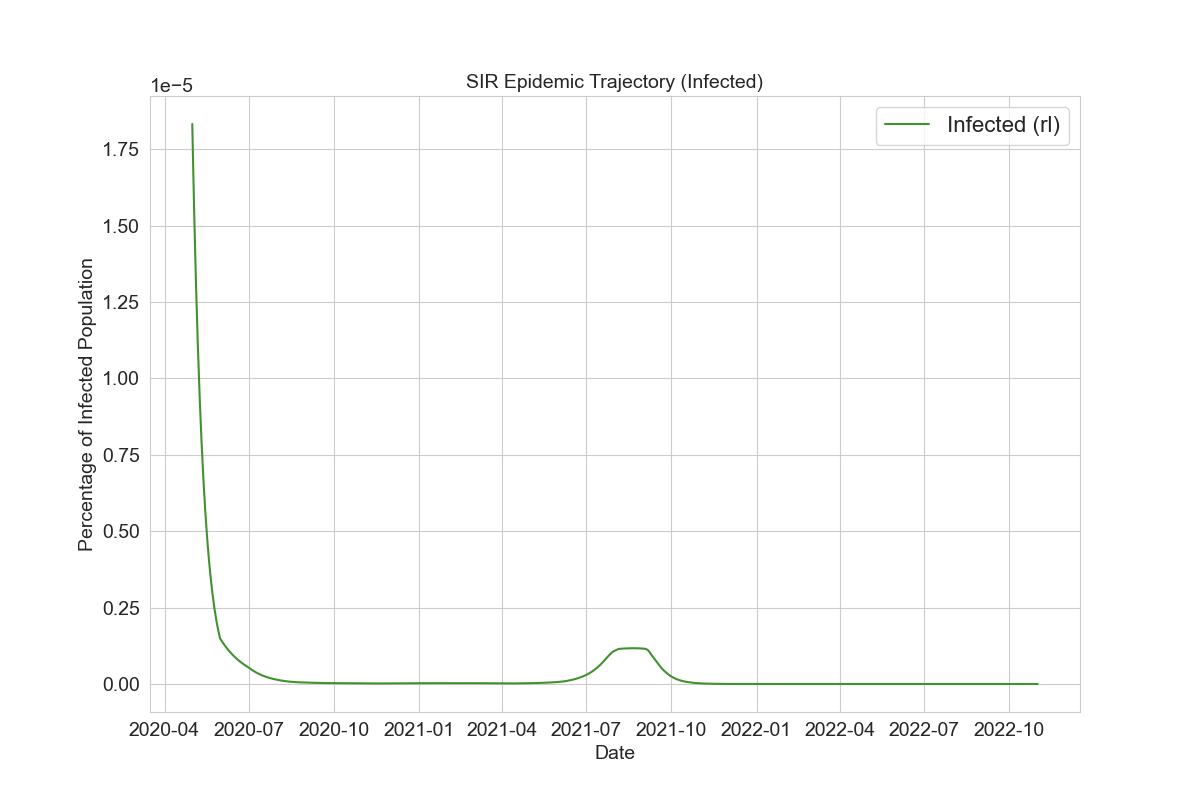 SIR Epidemic Trajectory (Infected)
1e−5
Infected (rl)
1.75
1.50
1.25
1.00
0.75
0.50
0.25
0.00
Percentage of Infected Population
2020-04 2020-07 2020-10 2021-01 2021-04 2021-07 2021-10 2022-01 2022-04 2022-07 2022-10
Date